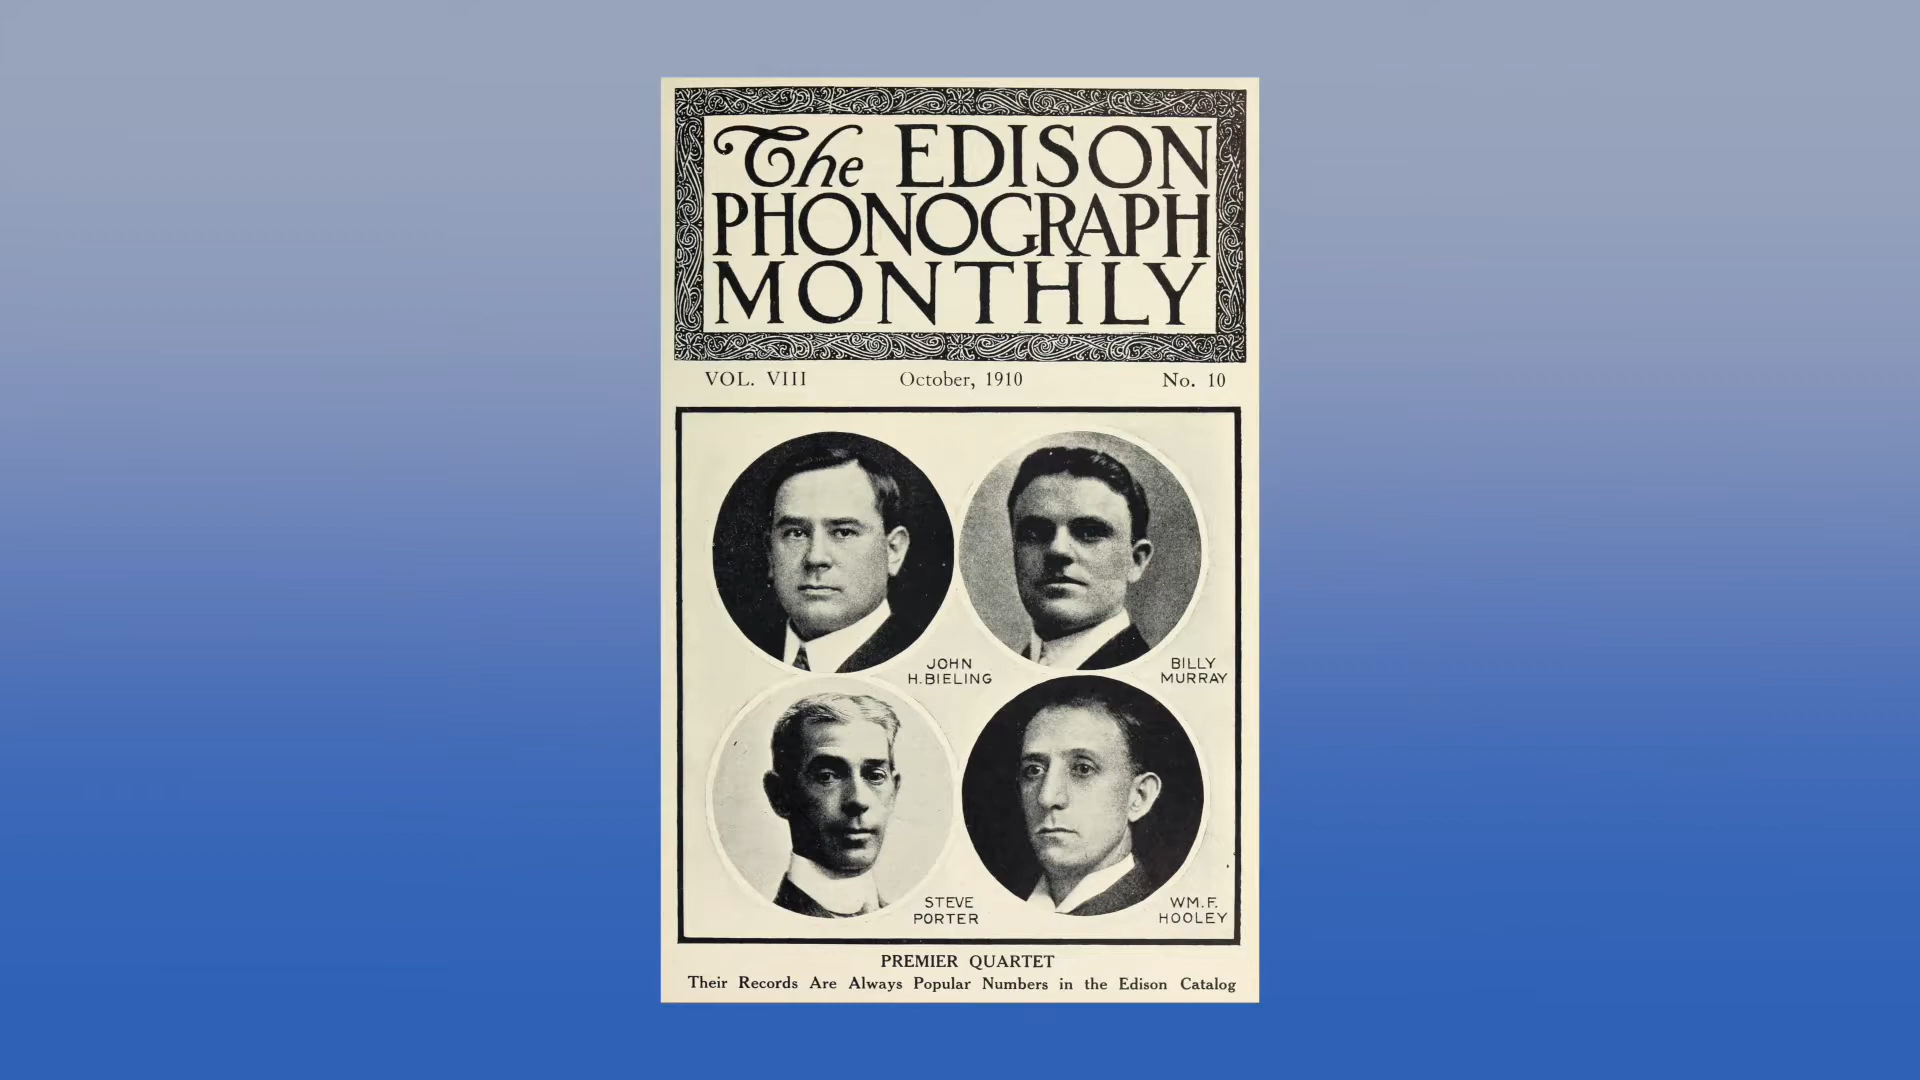 The EDISON
PHONOGRAPH
MONTHLY
VOL. VIII October, 1910 No. 10
JOHN
H. BIELING
BILLY
MURRAY
STEVE
PORTER
WM. F.
HOOLEY
PREMIER QUARTET
Their Records Are Always Popular Numbers in the Edison Catalog